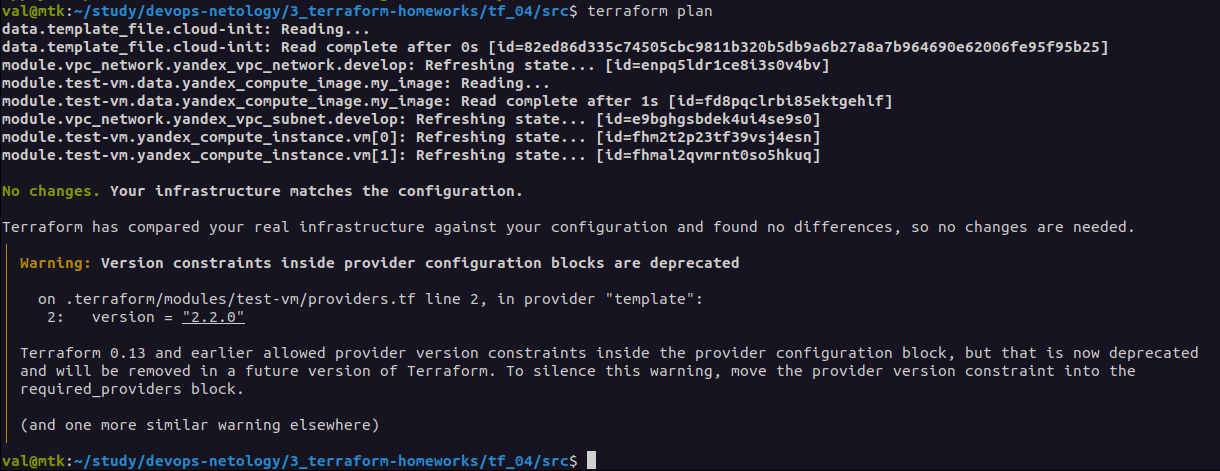 val@mtk:~/study/devops-netology/3_terraform-homeworks/tf_04/src$ terraform plan
data.template_file.cloud-init: Reading...
data.template_file.cloud-init: Read complete after 0s [id=82ed86d335c74505cbc9811b320b5db9a6b27a8a7b964690e62006fe95f95b25]
module.vpc_network.yandex_vpc_network.develop: Refreshing state... [id=enpq5ldr1ce8i3s0v4bv]
module.test-vm.data.yandex_compute_image.my_image: Reading...
module.test-vm.data.yandex_compute_image.my_image: Read complete after 1s [id=fd8pqclrbi85ektgehlf]
module.vpc_network.yandex_vpc_subnet.develop: Refreshing state... [id=e9bghgsbdek4ui4se9s0]
module.test-vm.yandex_compute_instance.vm[0]: Refreshing state... [id=fhm2t2p23tf39vsj4esn]
module.test-vm.yandex_compute_instance.vm[1]: Refreshing state... [id=fhmal2qvmrnt0so5hkuq]
No changes. Your infrastructure matches the configuration.
Terraform has compared your real infrastructure against your configuration and found no differences, so no changes are needed.
Warning: Version constraints inside provider configuration blocks are deprecated
on .terraform/modules/test-vm/providers.tf line 2, in provider "template":
2:   version = "2.2.0"
Terraform 0.13 and earlier allowed provider version constraints inside the provider configuration block, but that is now deprecated
and will be removed in a future version of Terraform. To silence this warning, move the provider version constraint into the
required_providers block.
(and one more similar warning elsewhere)
val@mtk:~/study/devops-netology/3_terraform-homeworks/tf_04/src$